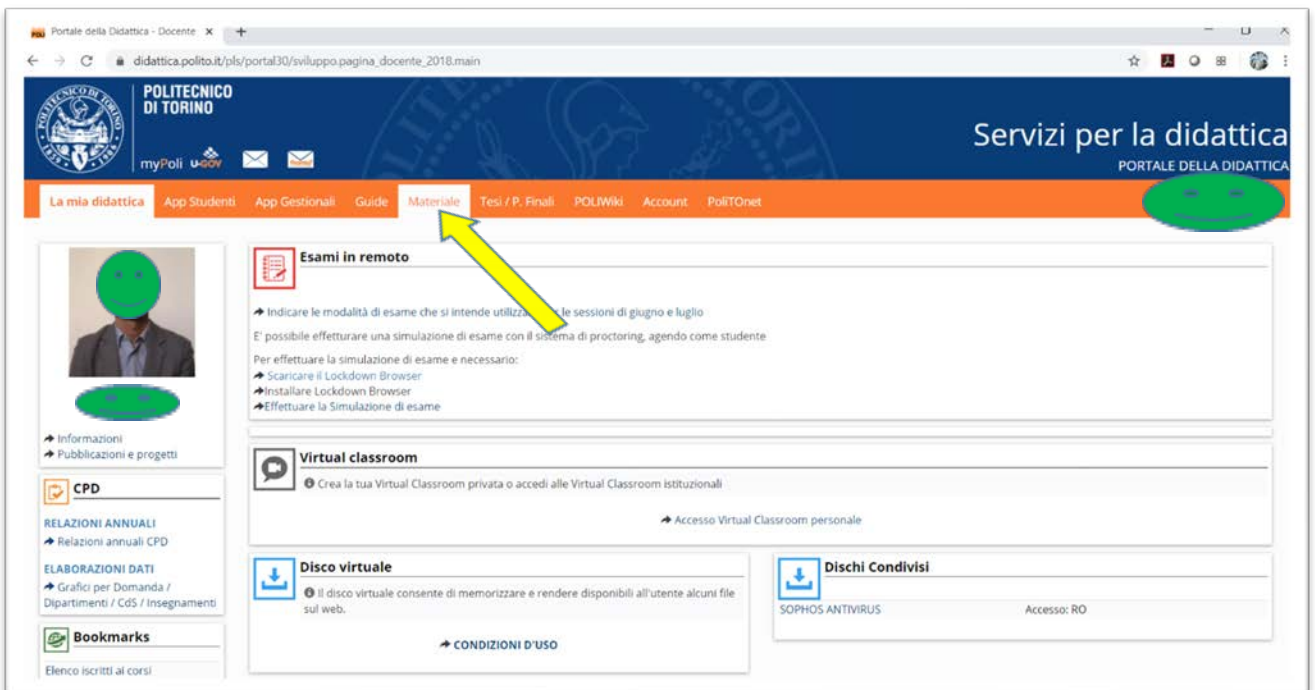 Portale della Didattica - Docente
didattica.polito.it/pls/portal30/sviluppo.pagina_docente_2018.main
POLITECNICO
DI TORINO
myPoli u-gov
Servizi per la didattica
PORTALE DELLA DIDATTICA
La mia didattica App Studenti App Gestionali Guide Materiale Tesi / P. Finali POLIWiki Account PoliTOnet
Informazioni
Pubblicazioni e progetti
CPD
RELAZIONI ANNUALI
Relazioni annuali CPD
ELABORAZIONI DATI
Grafici per Domanda /
Dipartimenti / CdS / Insegnamenti
Bookmarks
Elenco iscritti ai corsi
Esami in remoto
Indicare le modalità di esame che si intende le sessioni di giugno e luglio
E' possibile effetturare una simulazione di esame con il sistema di proctoring, agendo come studente
Per effettuare la simulazione di esame e necessario:
Scaricare il Lockdown Browser
Installare Lockdown Browser
Effettuare la Simulazione di esame
Virtual classroom
Crea la tua Virtual Classroom privata o accedi alle Virtual Classroom istituzionali
Accesso Virtual Classroom personale
Disco virtuale
Il disco virtuale consente di memorizzare e rendere disponibili all'utente alcuni file
sul web.
CONDIZIONI D'USO
Dischi Condivisi
SOPHOS ANTIVIRUS Accesso: RO